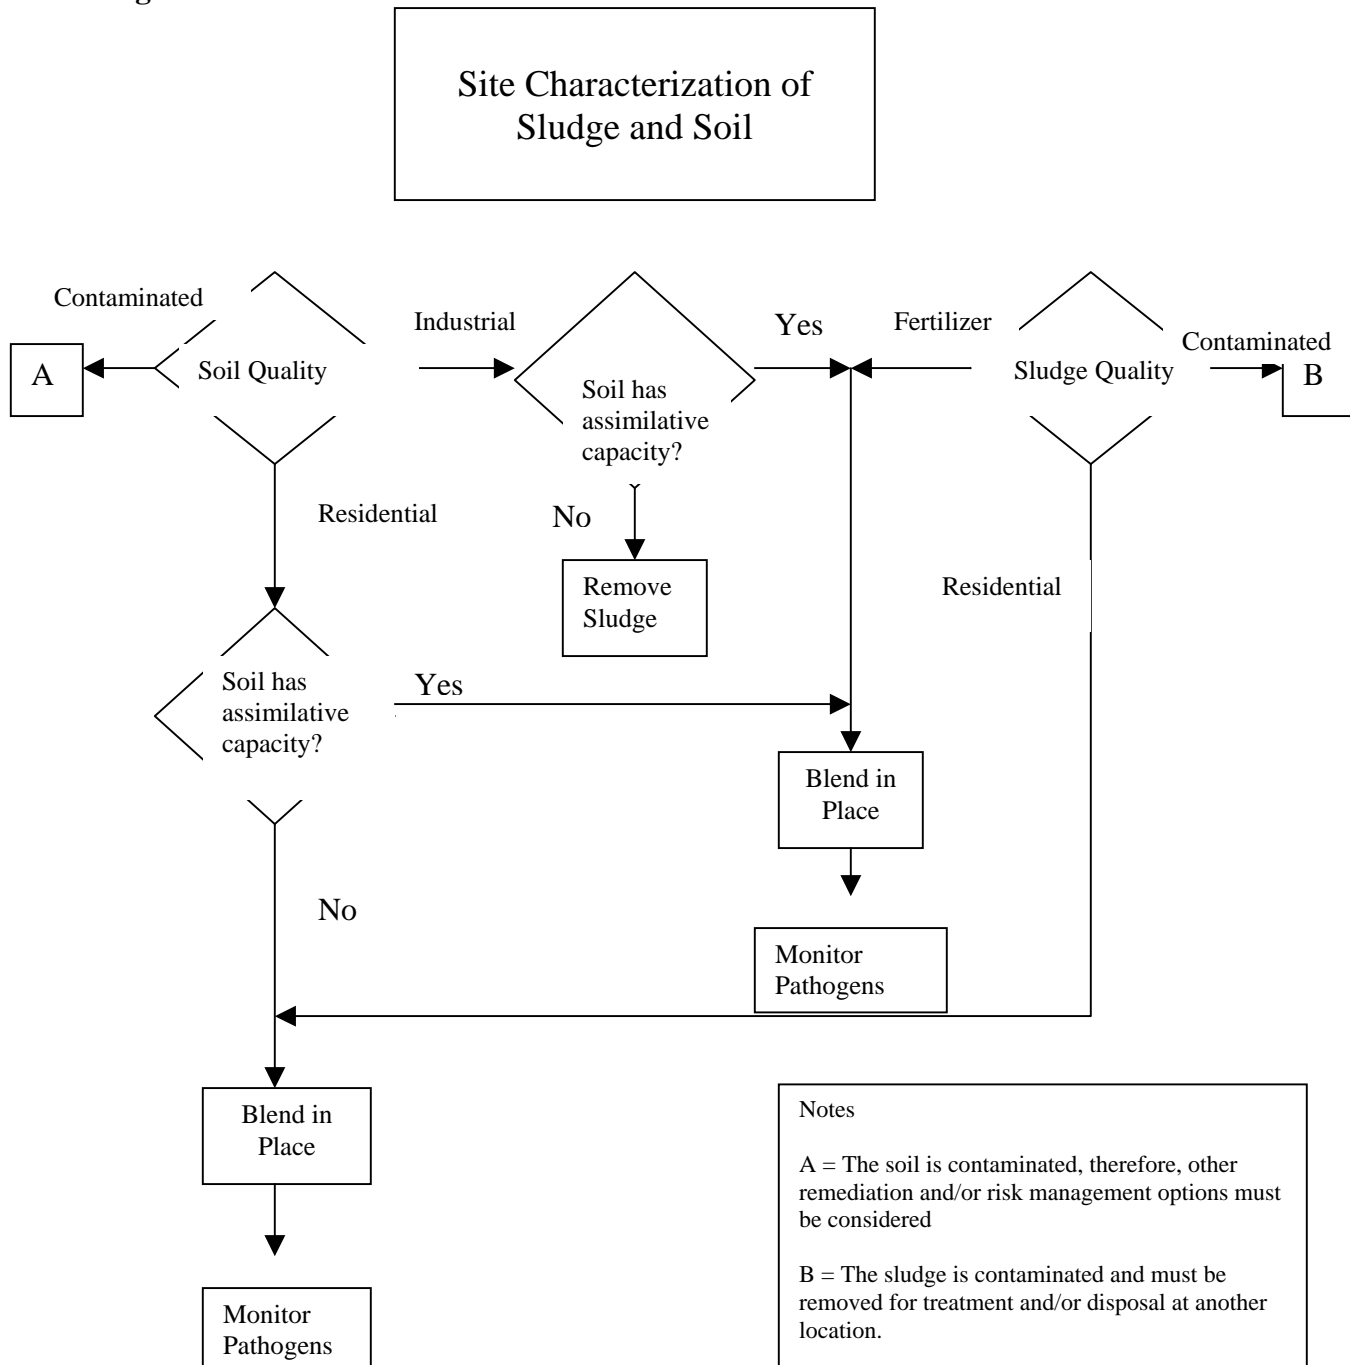 Site Characterization of
Sludge and Soil
Contaminated
A
Soil Quality
Industrial
Soil has
assimilative
capacity?
Yes
Fertilizer
Sludge Quality
Contaminated
B
Residential
No
Remove
Sludge
Residential
Soil has
assimilative
capacity?
Yes
Blend in
Place
No
Monitor
Pathogens
Blend in
Place
Monitor
Pathogens
Notes
A = The soil is contaminated, therefore, other
remediation and/or risk management options must
be considered
B = The sludge is contaminated and must be
removed for treatment and/or disposal at another
location.